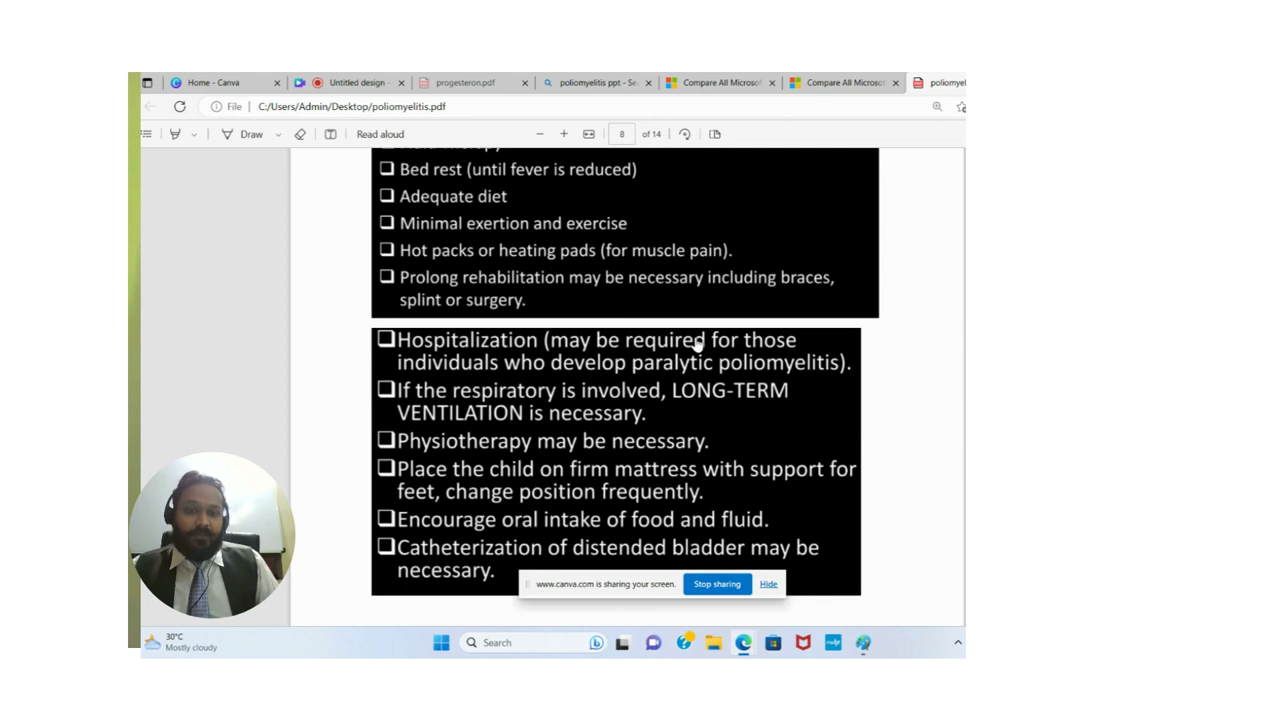 Home - Canva
Untitled design -
progesteron.pdf
poliomyelitis ppt - Se
Compare All Microsof
Compare All Microsof
poliomyel
File C:/Users/Admin/Desktop/poliomyelitis.pdf
Draw Read aloud 8 of 14
Bed rest (until fever is reduced)
Adequate diet
Minimal exertion and exercise
Hot packs or heating pads (for muscle pain).
Prolong rehabilitation may be necessary including braces,
splint or surgery.
Hospitalization (may be required for those
individuals who develop paralytic poliomyelitis).
If the respiratory is involved, LONG-TERM
VENTILATION is necessary.
Physiotherapy may be necessary.
Place the child on firm mattress with support for
feet, change position frequently.
Encourage oral intake of food and fluid.
Catheterization of distended bladder may be
necessary.
www.canva.com is sharing your screen. Stop sharing Hide
30°C
Mostly cloudy
Search